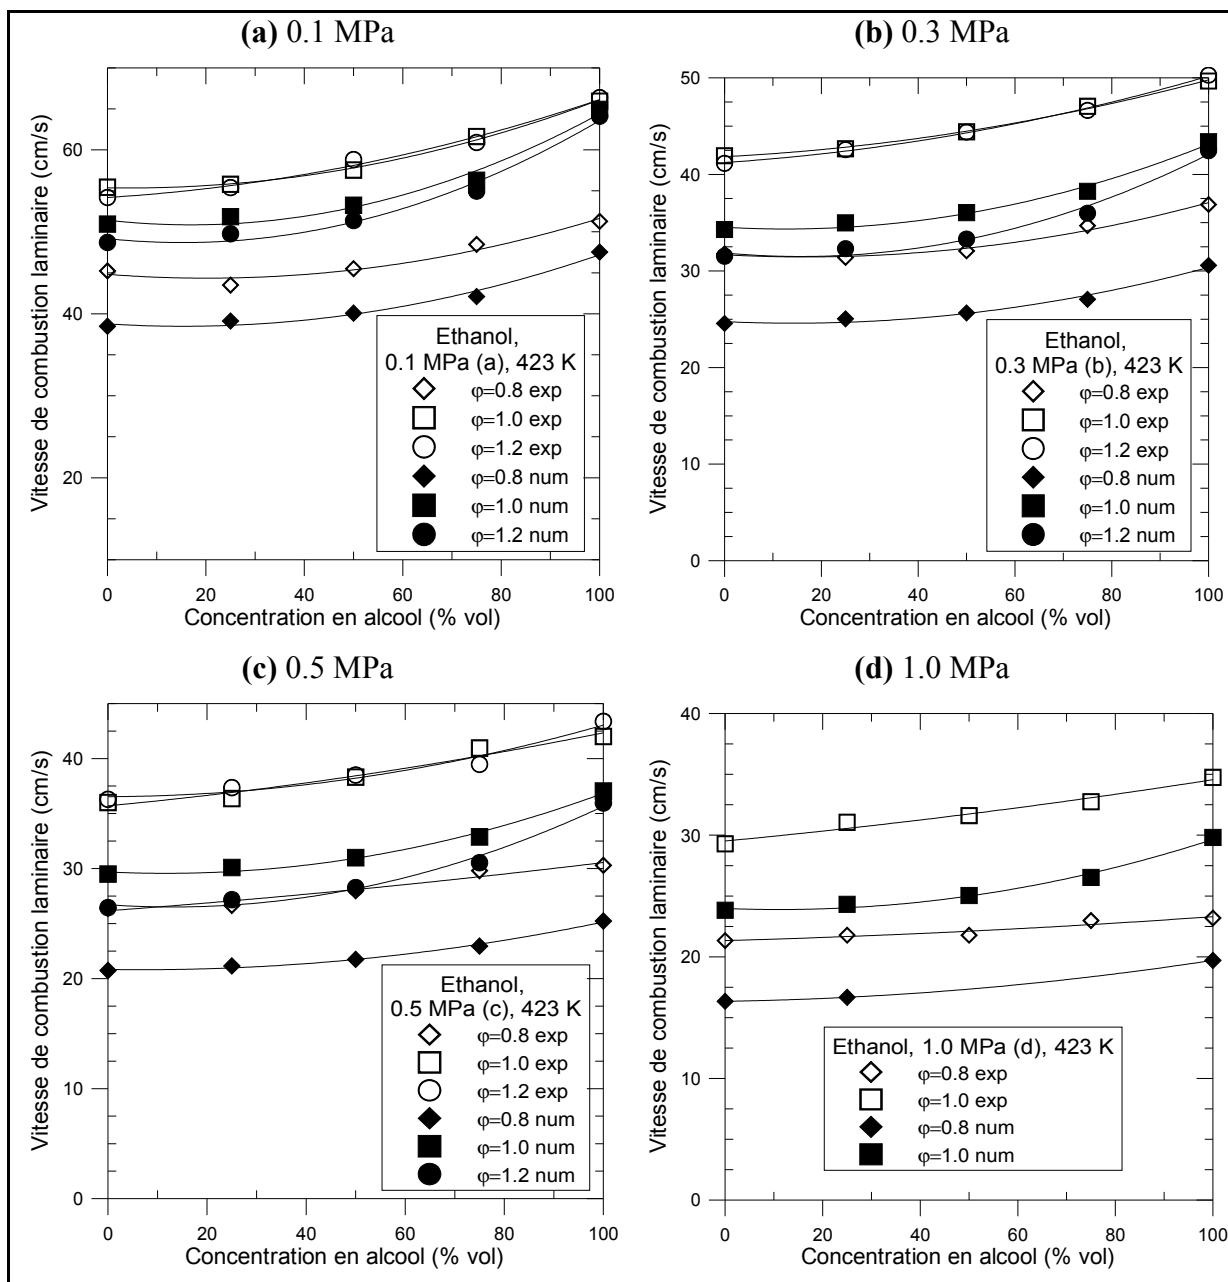 (a) 0.1 MPa
Vitesse de combustion laminaire (cm/s)
60
40
20
0 20 40 60 80 100
Concentration en alcool (% vol)
Ethanol,
0.1 MPa (a), 423 K
φ=0.8 exp
φ=1.0 exp
φ=1.2 exp
φ=0.8 num
φ=1.0 num
φ=1.2 num
(b) 0.3 MPa
Vitesse de combustion laminaire (cm/s)
50
40
30
20
10
0
0 20 40 60 80 100
Concentration en alcool (% vol)
Ethanol,
0.3 MPa (b), 423 K
φ=0.8 exp
φ=1.0 exp
φ=1.2 exp
φ=0.8 num
φ=1.0 num
φ=1.2 num
(c) 0.5 MPa
Vitesse de combustion laminaire (cm/s)
40
30
20
10
0
0 20 40 60 80 100
Concentration en alcool (% vol)
Ethanol,
0.5 MPa (c), 423 K
φ=0.8 exp
φ=1.0 exp
φ=1.2 exp
φ=0.8 num
φ=1.0 num
φ=1.2 num
(d) 1.0 MPa
Vitesse de combustion laminaire (cm/s)
40
30
20
10
0
0 20 40 60 80 100
Concentration en alcool (% vol)
Ethanol, 1.0 MPa (d), 423 K
φ=0.8 exp
φ=1.0 exp
φ=0.8 num
φ=1.0 num